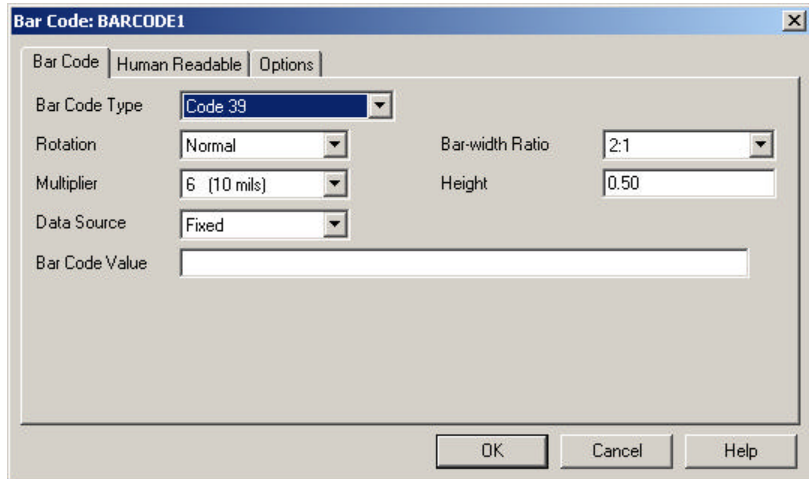 Bar Code: BARCODE1
Bar Code Human Readable Options
Bar Code Type Code 39
Rotation Normal Bar-width Ratio 2:1
Multiplier 6 (10 mils) Height 0.50
Data Source Fixed
Bar Code Value
OK Cancel Help